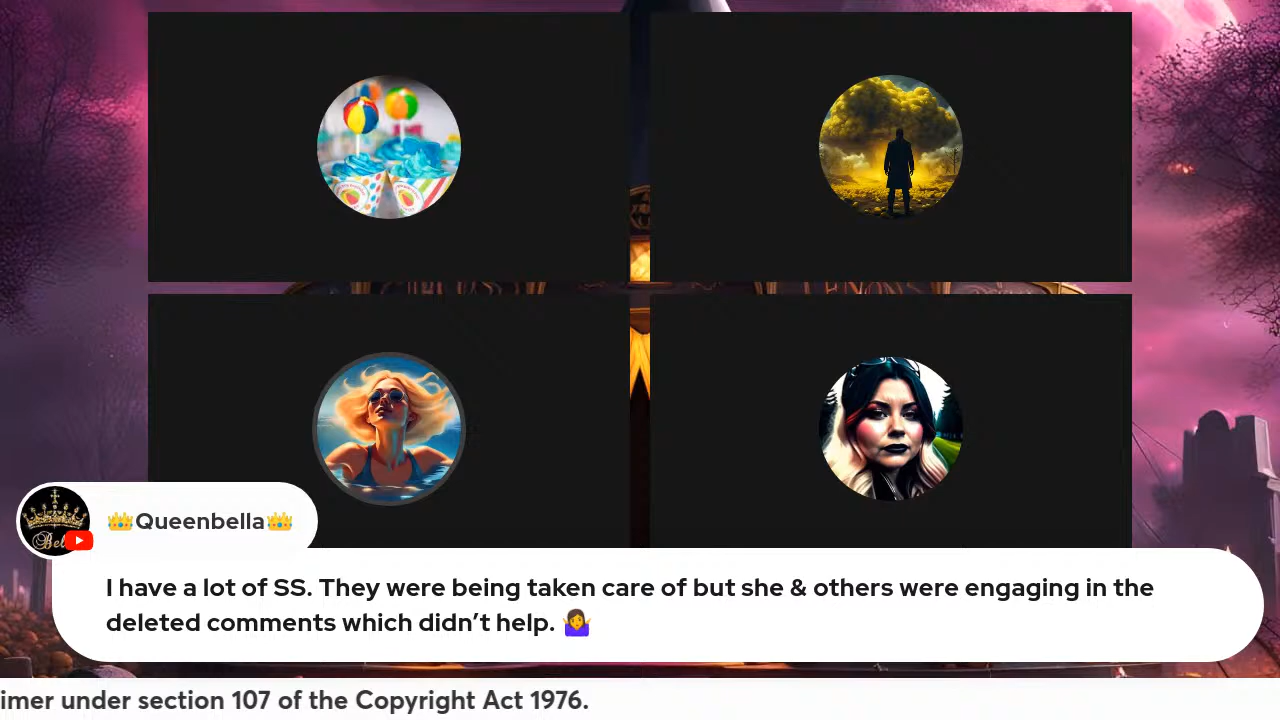 👑Queenbella👑
Bel
I have a lot of SS. They were being taken care of but she & others were engaging in the
deleted comments which didn’t help. 🤷‍♀️
imer under section 107 of the Copyright Act 1976.